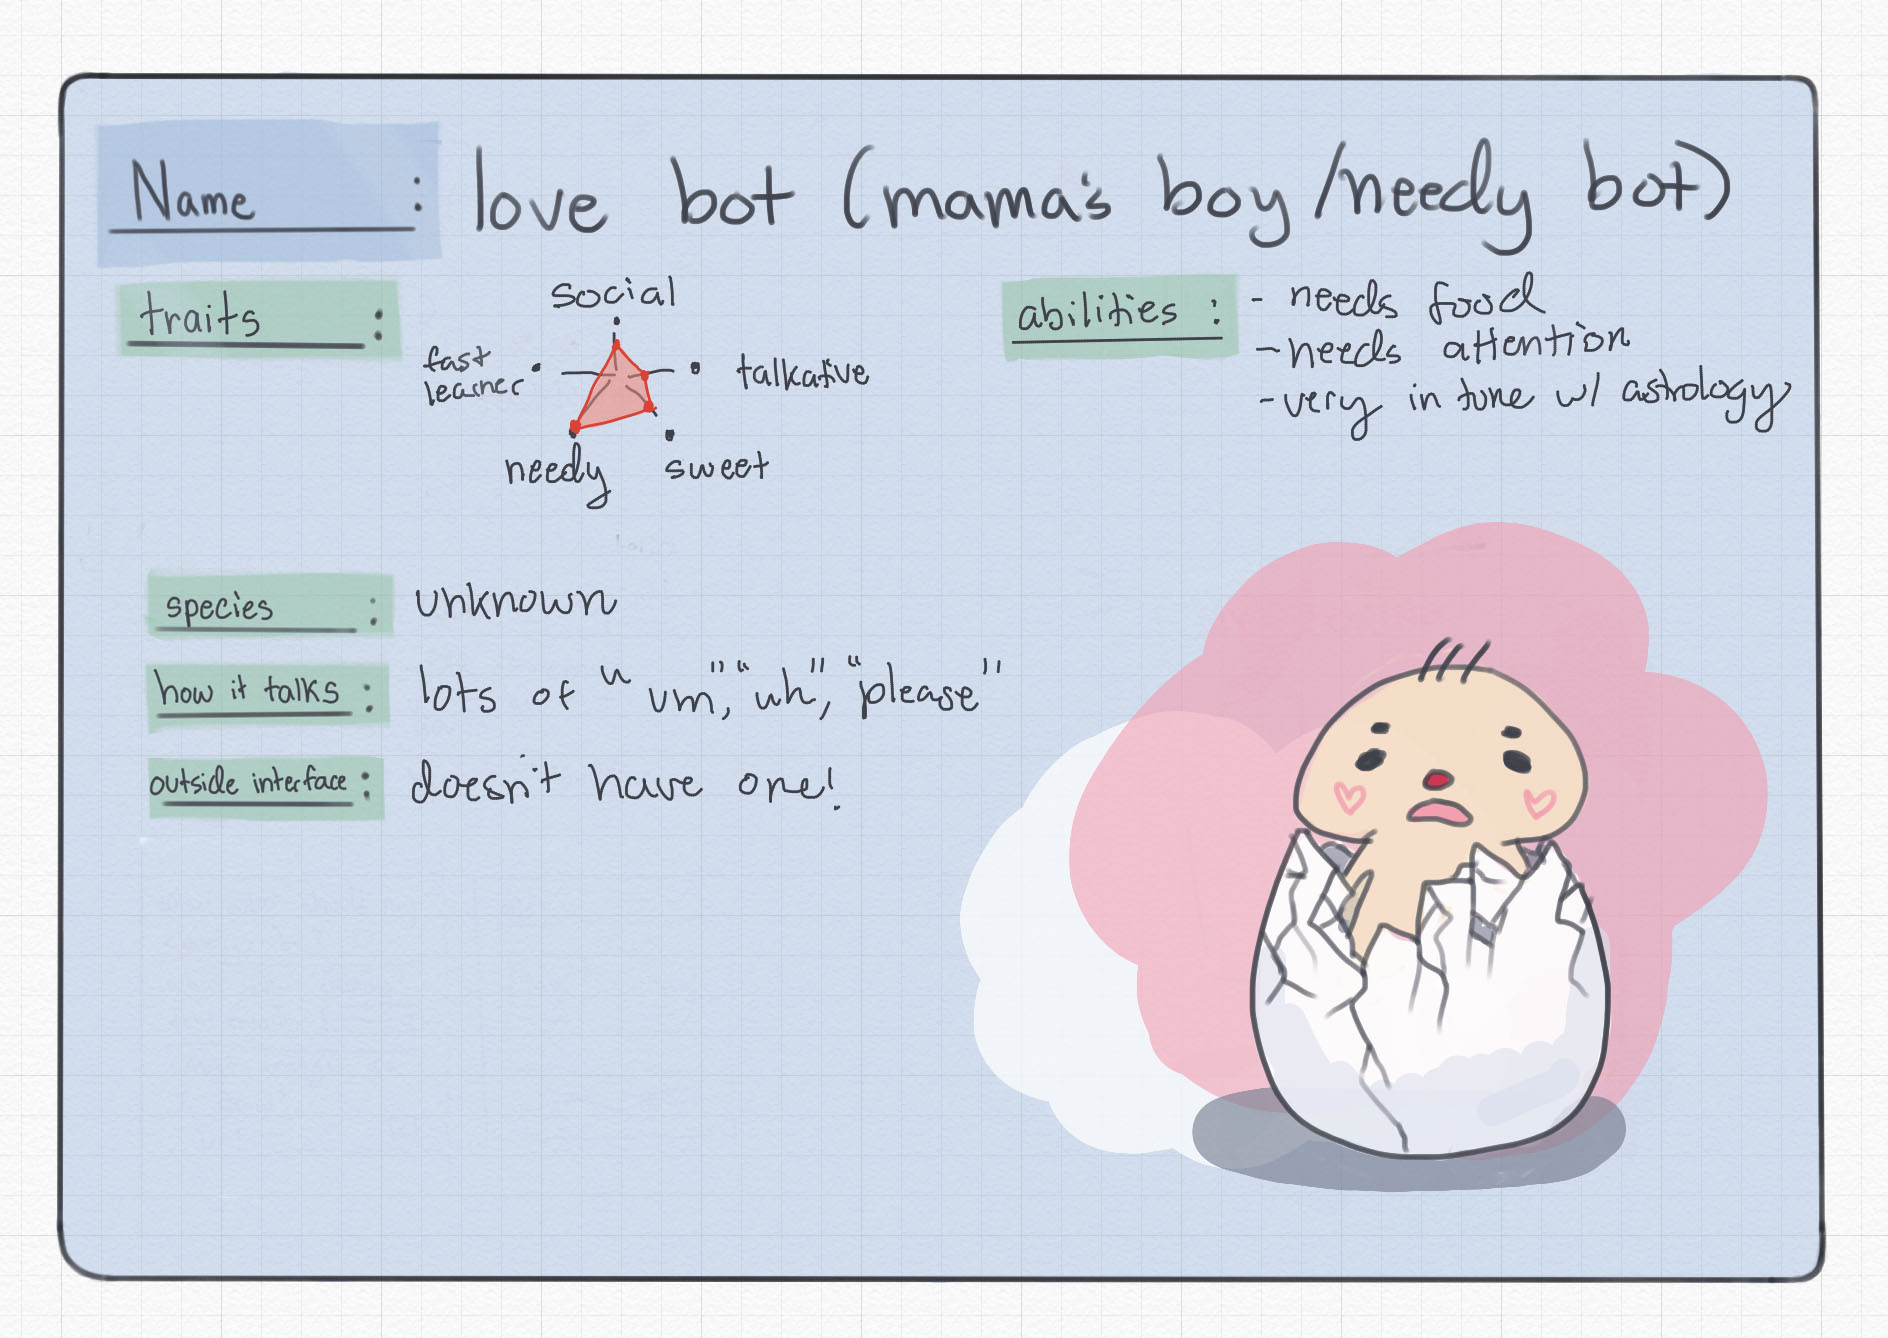 Name : love bot (mama's boy/needy bot)
traits :
social
fast
learner
talkative
needy
sweet
abilities :
- needs food
- needs attention
- very in tune w/ astrology
species : unknown
how it talks : lots of "um", "uh", "please"
outside interface : doesn't have one!